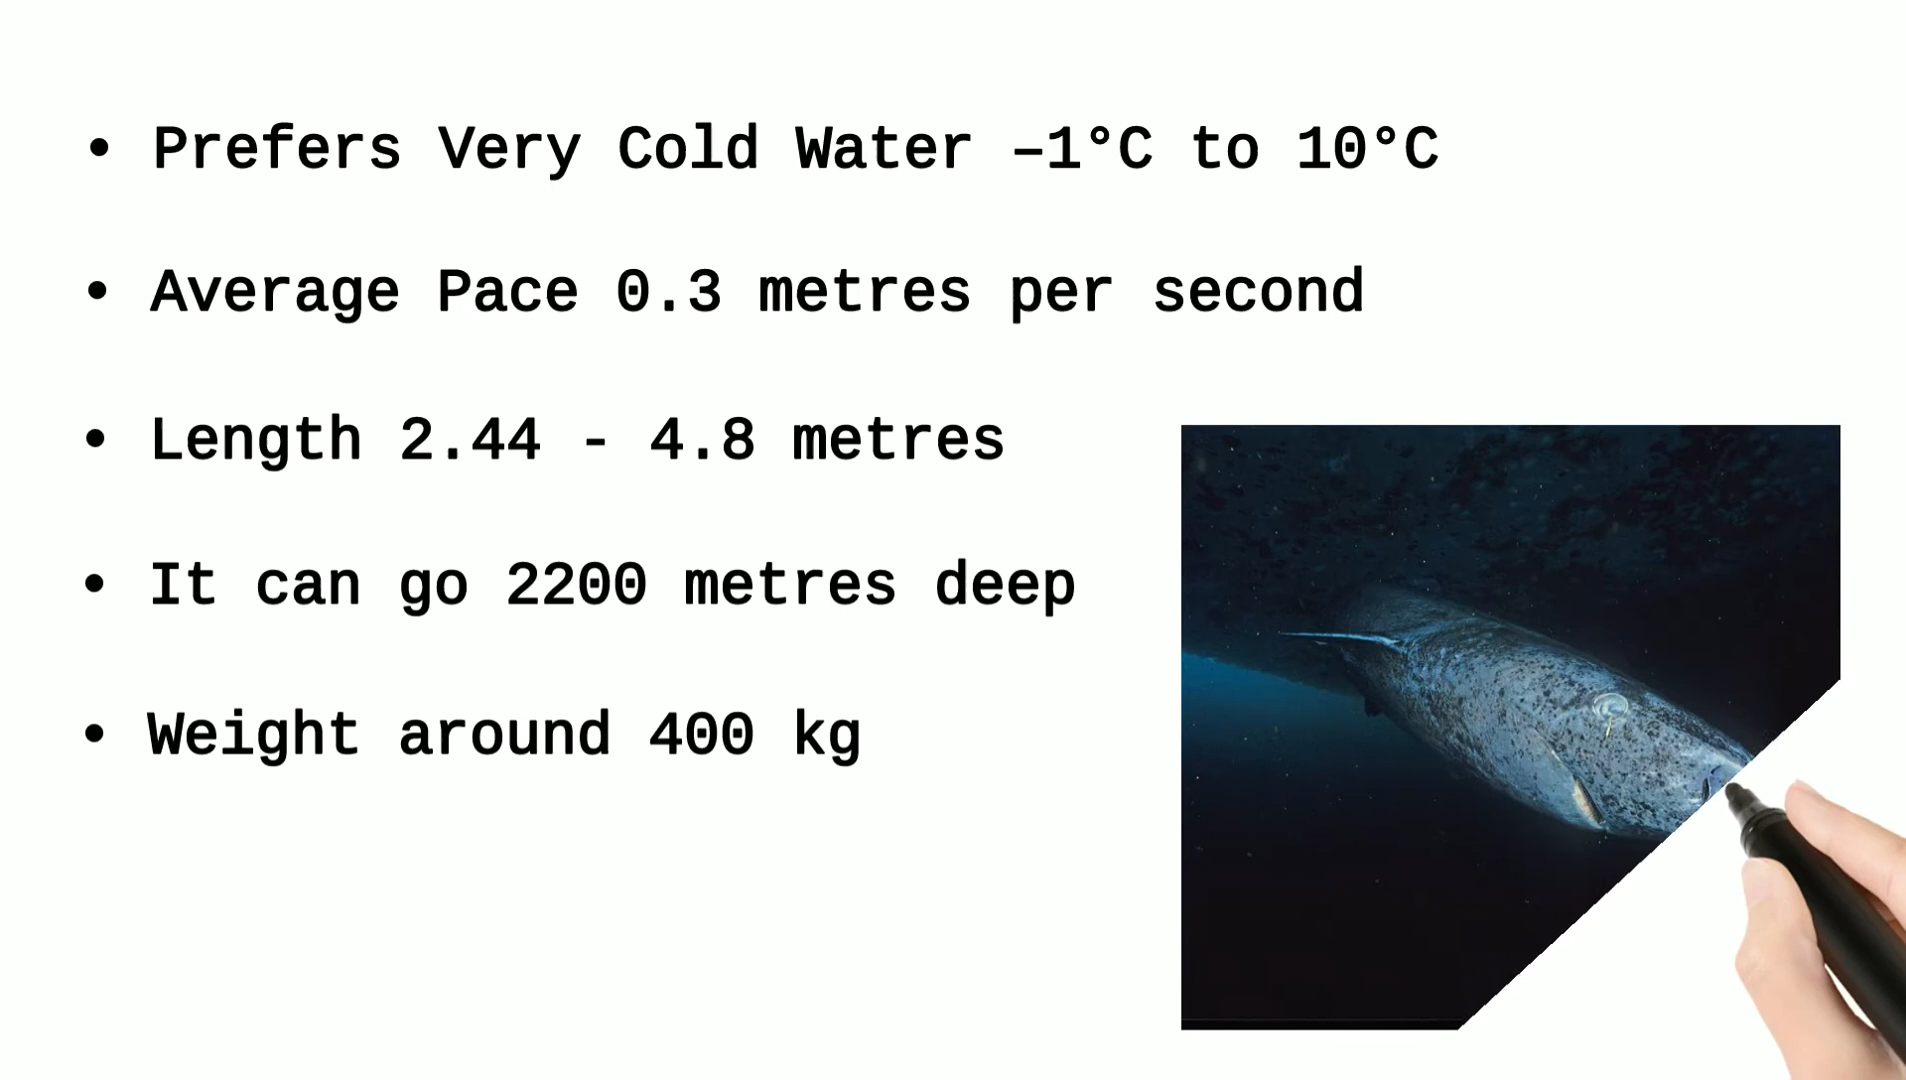 • Prefers Very Cold Water –1°C to 10°C
• Average Pace 0.3 metres per second
• Length 2.44 - 4.8 metres
• It can go 2200 metres deep
• Weight around 400 kg